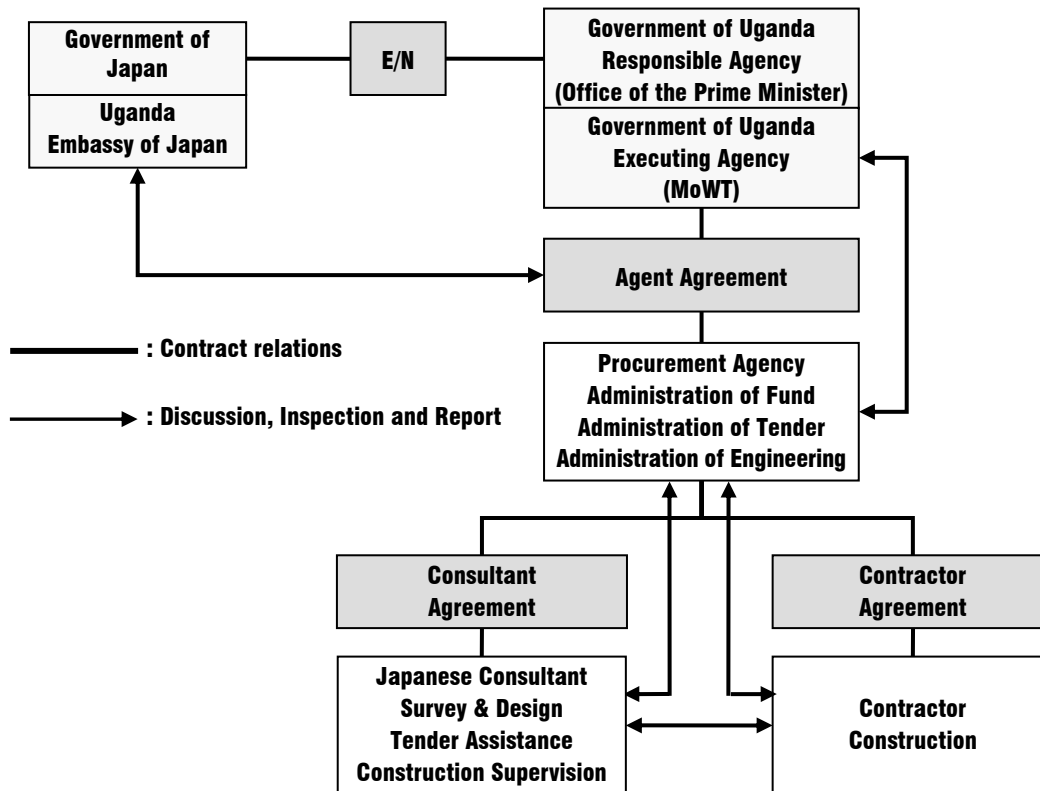 Government of
Japan
Uganda
Embassy of Japan
E/N
Government of Uganda
Responsible Agency
(Office of the Prime Minister)
Government of Uganda
Executing Agency
(MoWT)
Agent Agreement
: Contract relations
: Discussion, Inspection and Report
Procurement Agency
Administration of Fund
Administration of Tender
Administration of Engineering
Consultant
Agreement
Contractor
Agreement
Japanese Consultant
Survey & Design
Tender Assistance
Construction Supervision
Contractor
Construction